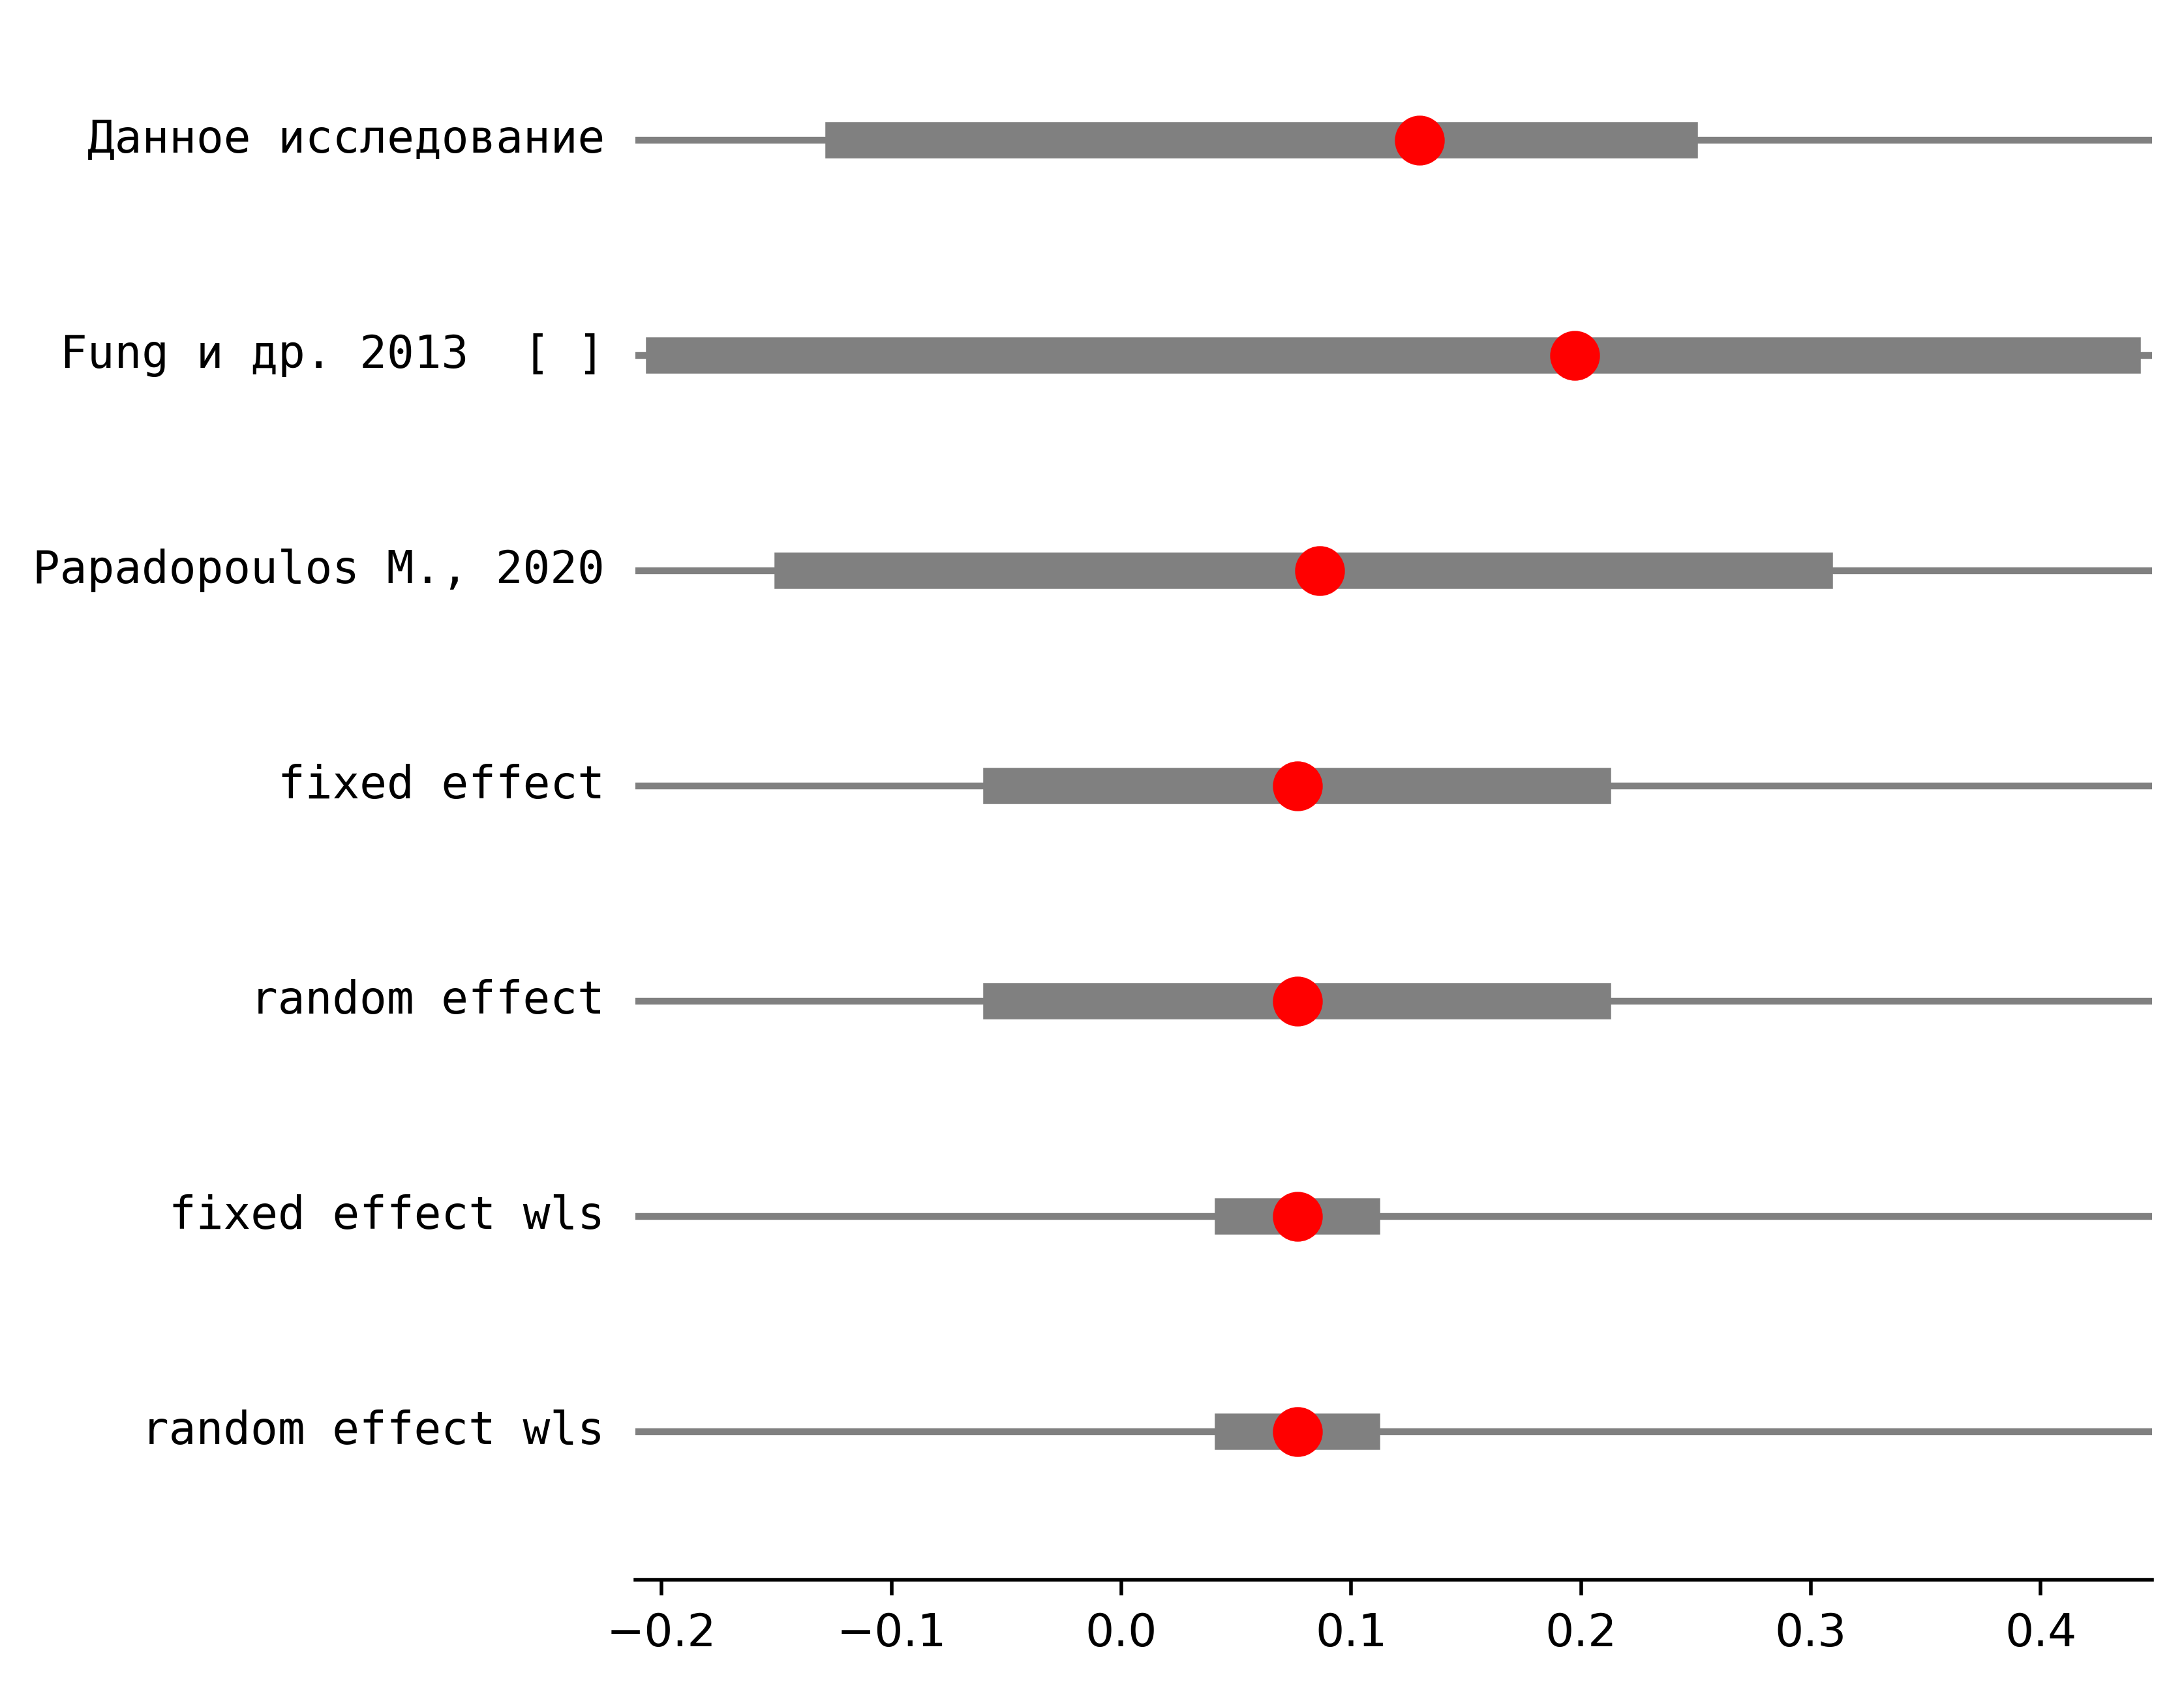 Данное исследование
Fung и др. 2013  [ ]
Papadopoulos M., 2020
fixed effect
random effect
fixed effect wls
random effect wls
−0.2 −0.1 0.0 0.1 0.2 0.3 0.4